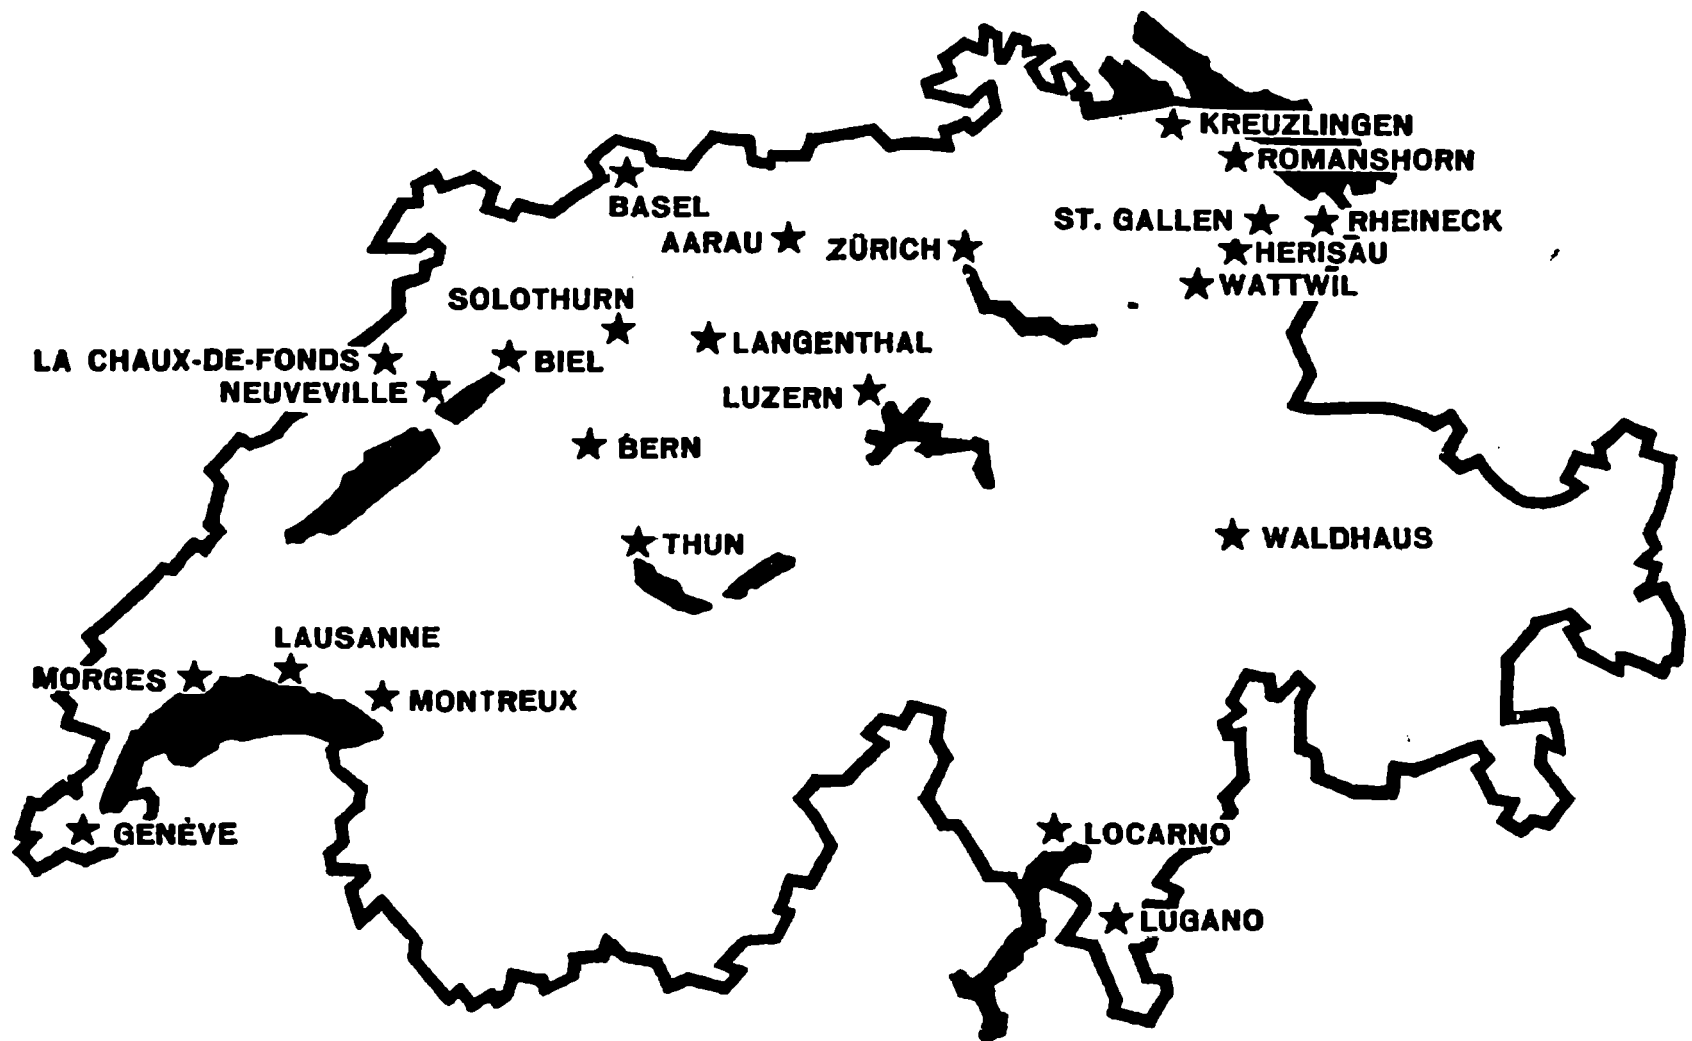 KREUZLINGEN
ROMANSHORN
BASEL
ST. GALLEN
RHEINECK
AARAU
ZÜRICH
HERISAU
WATTWIL
SOLOTHURN
LANGENTHAL
LA CHAUX-DE-FONDS
BIEL
NEUVEVILLE
LUZERN
BERN
THUN
WALDHAUS
LAUSANNE
MORGES
MONTREUX
GENÈVE
LOCARNO
LUGANO